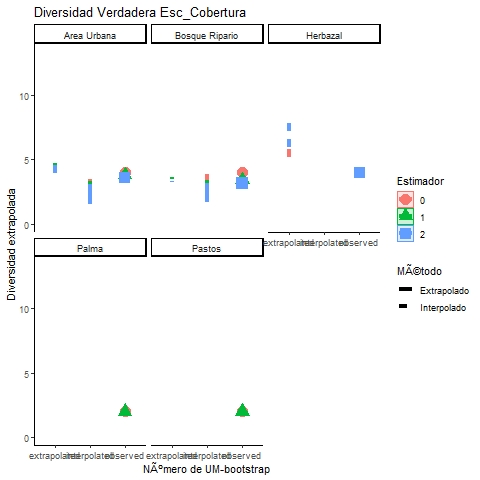 Diversidad Verdadera Esc_Cobertura
Area Urbana
Bosque Ripario
Herbazal
10
5
0
extrapolated interpolated observed
Palma
Pastos
10
5
0
extrapolated interpolated observed
extrapolated interpolated observed
Diversidad extrapolada
NÃºmero de UM-bootstrap
Estimador
0
1
2
MÃ©todo
Extrapolado
Interpolado